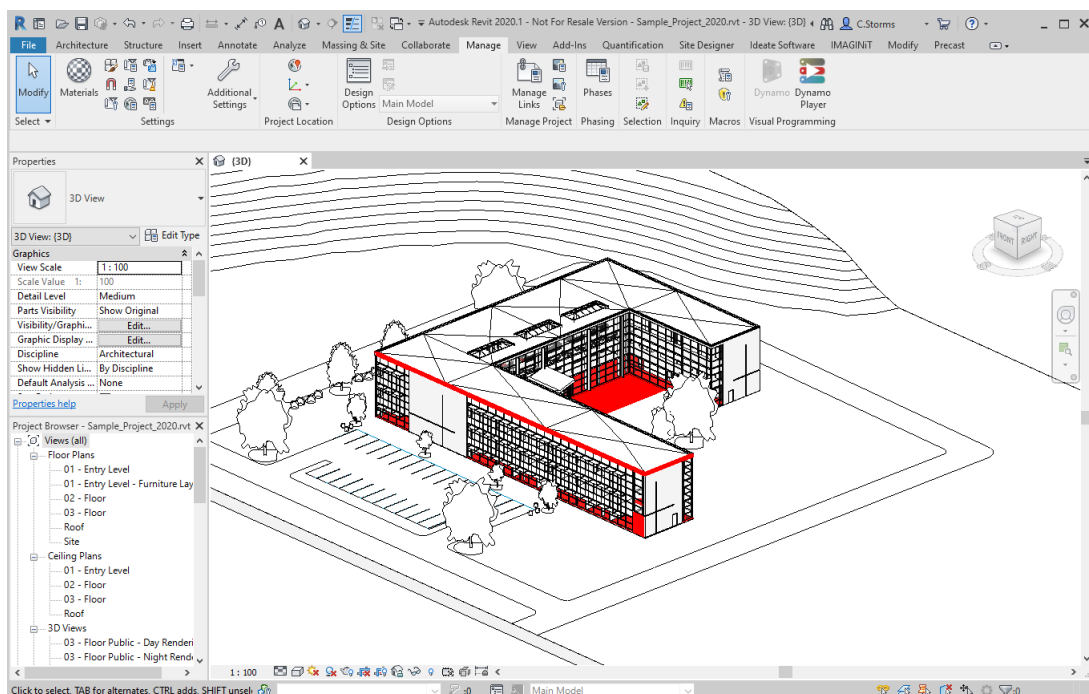 Autodesk Revit 2020.1 - Not For Resale Version - Sample_Project_2020.rvt - 3D View: {3D}
C.Storms
File Architecture Structure Insert Annotate Analyze Massing & Site Collaborate Manage View Add-Ins Quantification Site Designer Ideate Software IMAGINiT Modify Precast
Modify Materials Additional Settings Design Options Main Model Manage Links Phases Dynamo Dynamo Player
Select Settings Project Location Design Options Manage Project Phasing Selection Inquiry Macros Visual Programming
Properties
{3D}
3D View
3D View: {3D} Edit Type
Graphics
View Scale 1 : 100
Scale Value 1: 100
Detail Level Medium
Parts Visibility Show Original
Visibility/Graphi... Edit...
Graphic Display ... Edit...
Discipline Architectural
Show Hidden Li... By Discipline
Default Analysis ... None
Properties help Apply
FRONT RIGHT
Project Browser - Sample_Project_2020.rvt
Views (all)
Floor Plans
01 - Entry Level
01 - Entry Level - Furniture Lay
02 - Floor
03 - Floor
Roof
Site
Ceiling Plans
01 - Entry Level
02 - Floor
03 - Floor
Roof
3D Views
03 - Floor Public - Day Renderi
03 - Floor Public - Night Rende
1 : 100
Click to select, TAB for alternates, CTRL adds, SHIFT unsel :0 Main Model :0